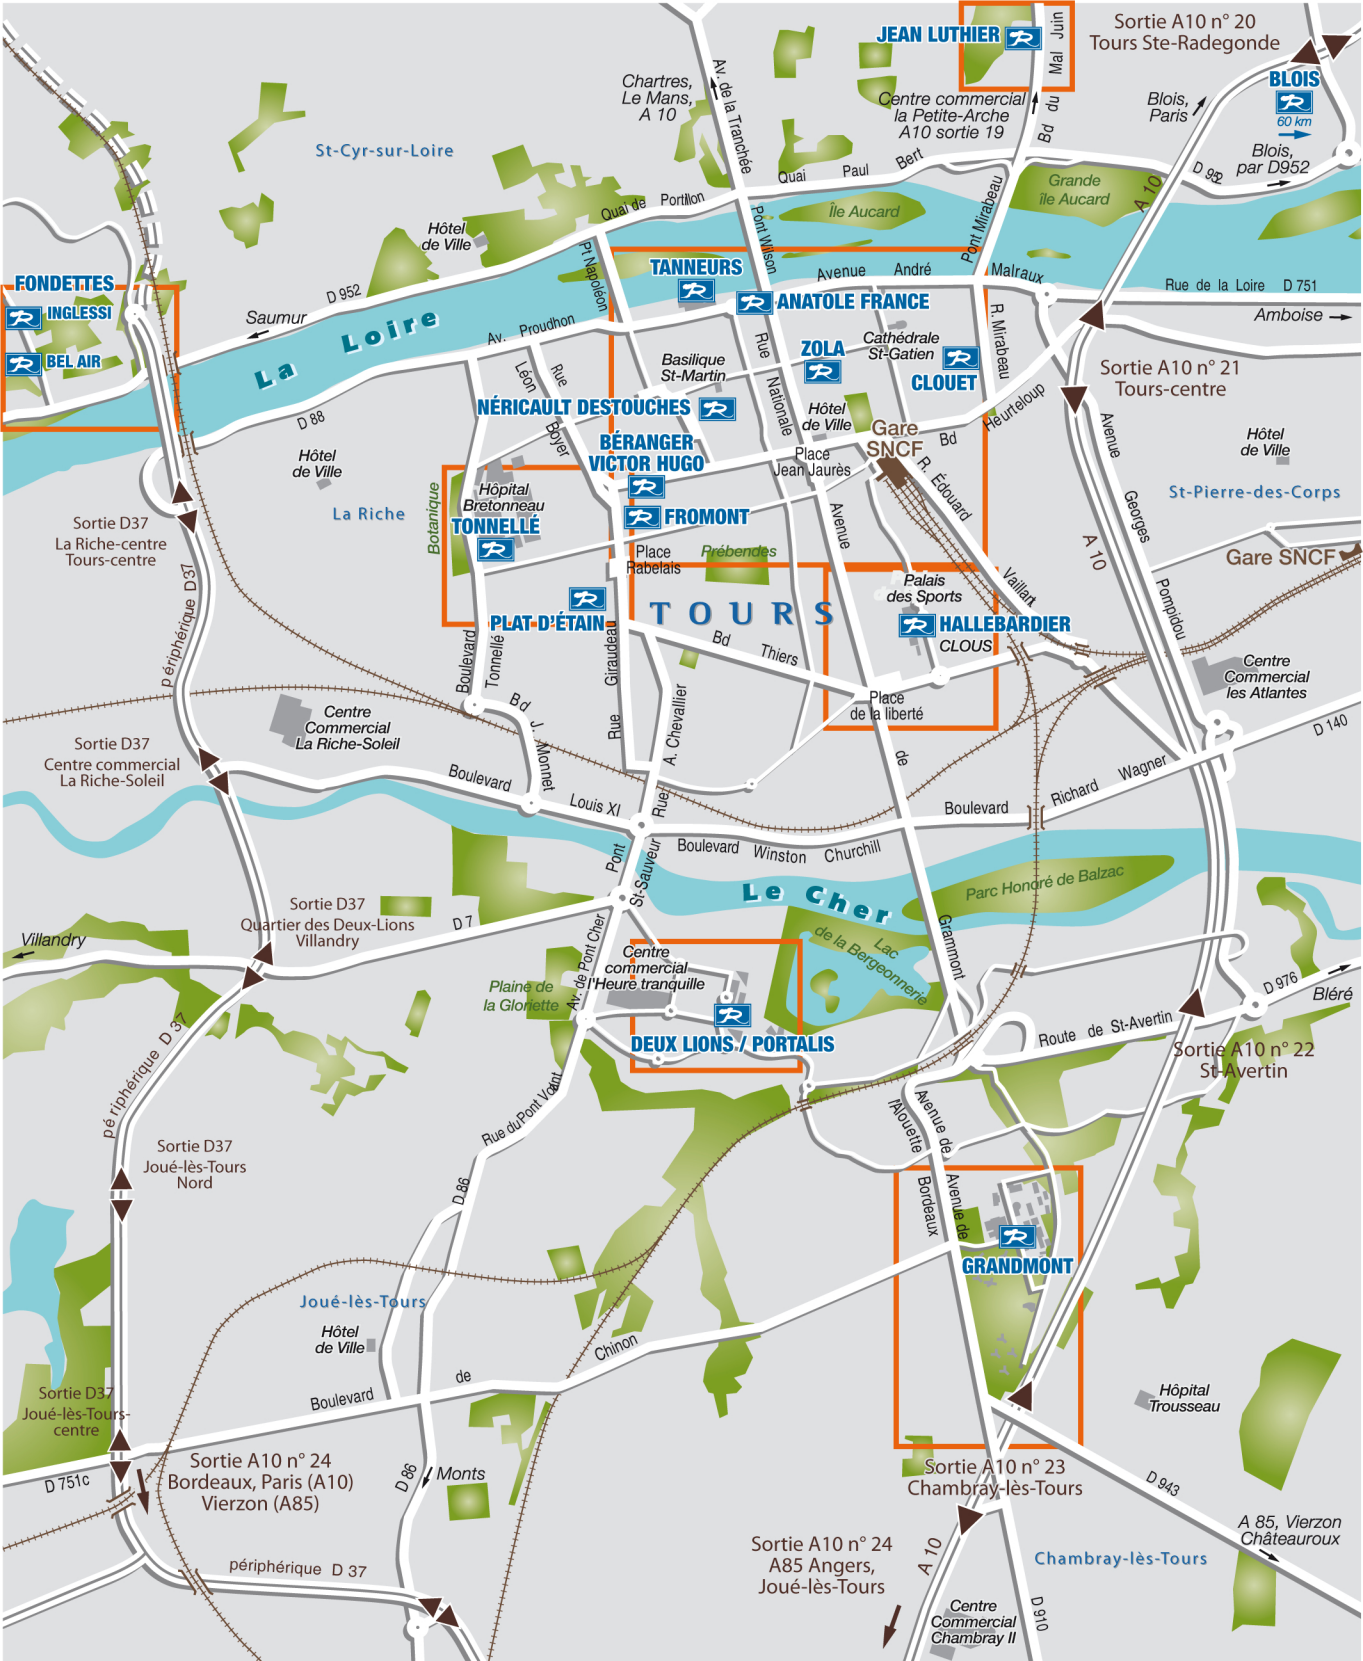 JEAN LUTHIER
Mal Juin
Bd du
Sortie A10 n° 20
Tours Ste-Radegonde
BLOIS
60 km
Blois,
Paris
Blois,
par D952
Chartres,
Le Mans,
A 10
Av. de la Tranchée
Centre commercial
la Petite-Arche
A10 sortie 19
St-Cyr-sur-Loire
Quai Paul Bert
Quai de Portillon
Île Aucard
Grande
île Aucard
A 10
D 952
Hôtel
de Ville
Pt Napoléon
Pont Wilson
Pont Mirabeau
FONDETTES
INGLESSI
BEL AIR
D 952
Saumur
La Loire
TANNEURS
ANATOLE FRANCE
Avenue André Malraux
Rue de la Loire D 751
Amboise
Av. Proudhon
D 88
Rue
Léon
Boyer
Basilique
St-Martin
Rue
Nationale
ZOLA
Cathédrale
St-Gatien
CLOUET
R. Mirabeau
Sortie A10 n° 21
Tours-centre
NÉRICAULT DESTOUCHES
Hôtel
de Ville
Gare
SNCF
Bd Heurteloup
BÉRANGER
VICTOR HUGO
Place
Jean Jaurès
Hôtel
de Ville
Hôtel
de Ville
La Riche
St-Pierre-des-Corps
Botanique
Hôpital
Bretonneau
TONNELLÉ
FROMONT
Place
Rabelais
Prébendes
R. Édouard
Vaillant
Avenue
Georges
Pompidou
A 10
Gare SNCF
Sortie D37
La Riche-centre
Tours-centre
périphérique D 37
PLAT D'ÉTAIN
TOURS
Avenue
Palais
des Sports
HALLEBARDIER
CLOUS
Boulevard
Tonnellé
Rue
Giraudeau
Bd Thiers
Place
de la liberté
Centre
Commercial
les Atlantes
D 140
Centre
Commercial
La Riche-Soleil
Bd J. Monnet
Rue
A. Chevallier
Sortie D37
Centre commercial
La Riche-Soleil
Boulevard Louis XI
de
Boulevard Richard Wagner
Boulevard Winston Churchill
Pont
St-Sauveur
Le Cher
Parc Honoré de Balzac
Sortie D37
Quartier des Deux-Lions
Villandry
D 7
Villandry
Grammont
Lac
de la Bergeonnerie
Centre
commercial
l'Heure tranquille
Av. de Pont Cher
Plaine de
la Gloriette
DEUX LIONS / PORTALIS
D 976
Bléré
Route de St-Avertin
Sortie A10 n° 22
St-Avertin
périphérique D 37
Rue du Pont Volant
Avenue de
l'Alouette
Sortie D37
Joué-lès-Tours
Nord
D 86
Avenue de
Bordeaux
GRANDMONT
Joué-lès-Tours
Hôtel
de Ville
Boulevard de Chinon
Hôpital
Trousseau
Sortie D37
Joué-lès-Tours-
centre
D 751c
Sortie A10 n° 24
Bordeaux, Paris (A10)
Vierzon (A85)
D 86
Monts
Sortie A10 n° 23
Chambray-lès-Tours
D 943
A 85, Vierzon
Châteauroux
Sortie A10 n° 24
A85 Angers,
Joué-lès-Tours
A 10
Chambray-lès-Tours
périphérique D 37
Centre
Commercial
Chambray II
D 910